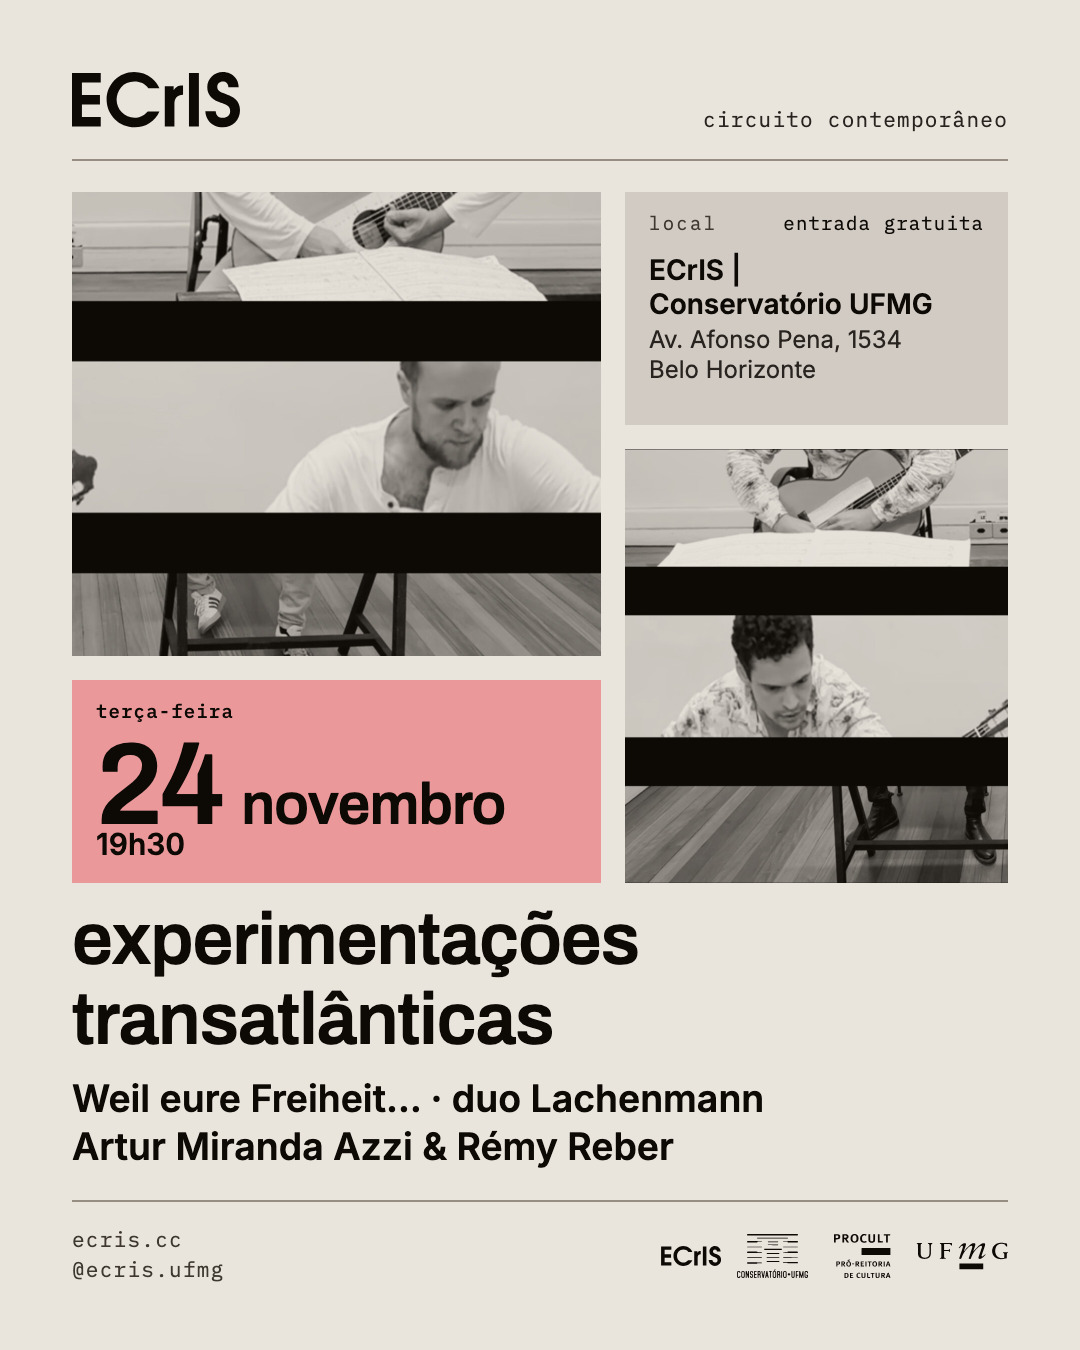 ECrIS
circuito contemporâneo
local
entrada gratuita
ECrIS |
Conservatório UFMG
Av. Afonso Pena, 1534
Belo Horizonte
terça-feira
24 novembro
19h30
experimentações
transatlânticas
Weil eure Freiheit... · duo Lachenmann
Artur Miranda Azzi & Rémy Reber
ecris.cc
@ecris.ufmg
ECrIS
CONSERVATÓRIO•UFMG
PROCULT
PRÓ-REITORIA
DE CULTURA
UFmG